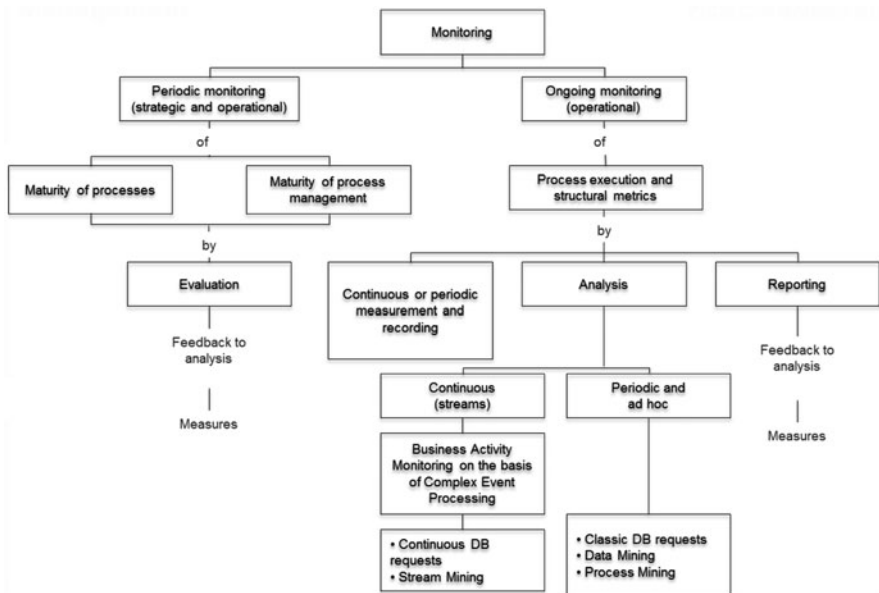 Monitoring
Periodic monitoring
(strategic and operational)
Ongoing monitoring
(operational)
of
of
Maturity of processes
Maturity of process
management
Process execution and
structural metrics
by
by
Evaluation
Continuous or periodic
measurement and
recording
Analysis
Reporting
Feedback to
analysis
Feedback to
analysis
Continuous
(streams)
Periodic and
ad hoc
Measures
Measures
Business Activity
Monitoring on the basis
of Complex Event
Processing
• Continuous DB
requests
• Stream Mining
• Classic DB requests
• Data Mining
• Process Mining